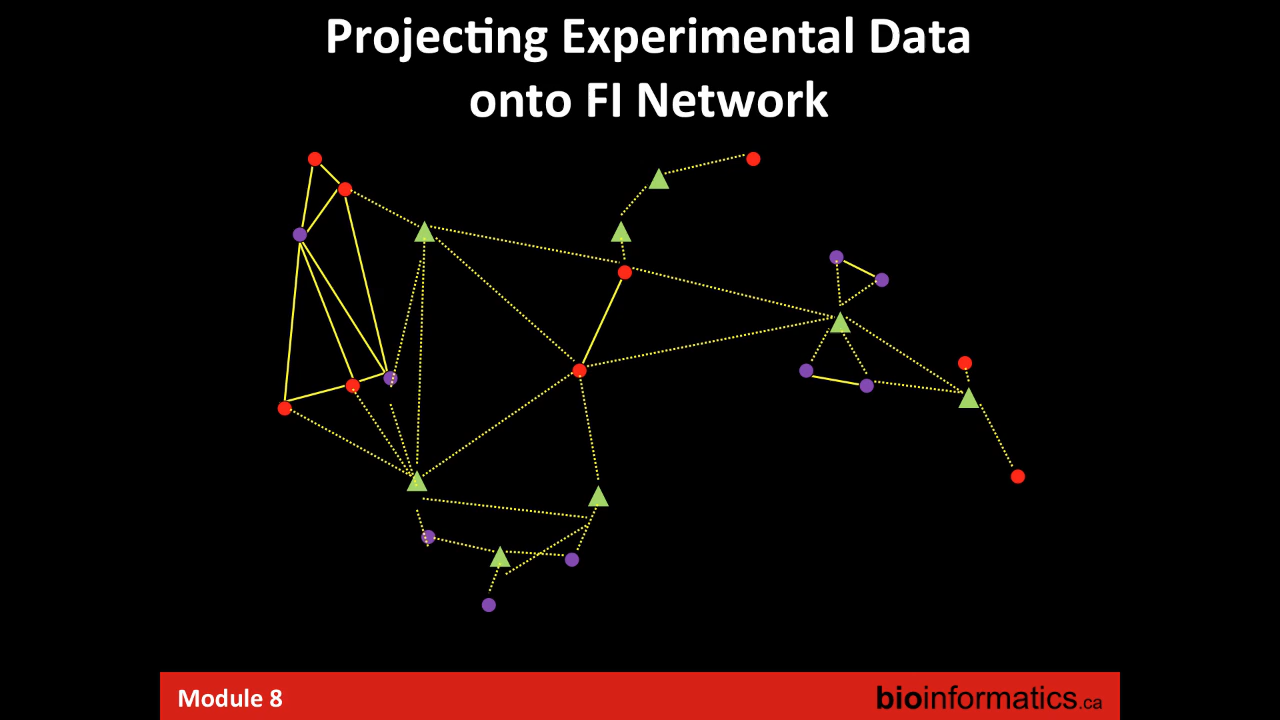 Projecting Experimental Data
onto FI Network
Module 8
bioinformatics.ca